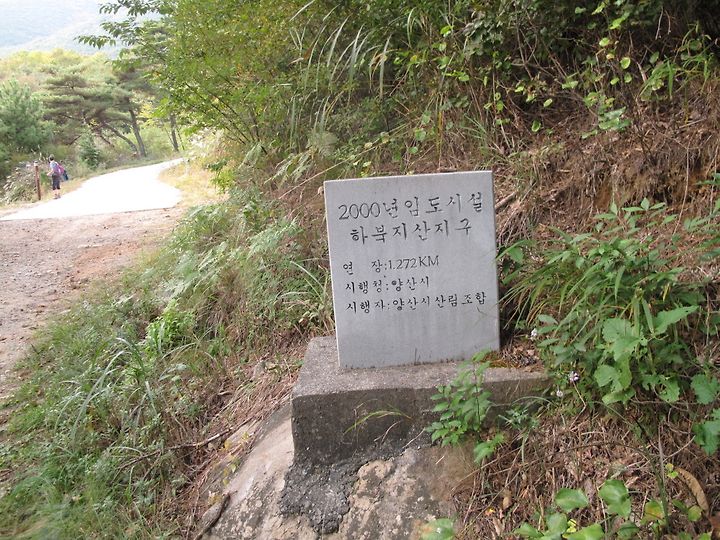 2000년임도시설
하북지산지구
연 장:1.272KM
시행청:양산시
시행자:양산시산림조합